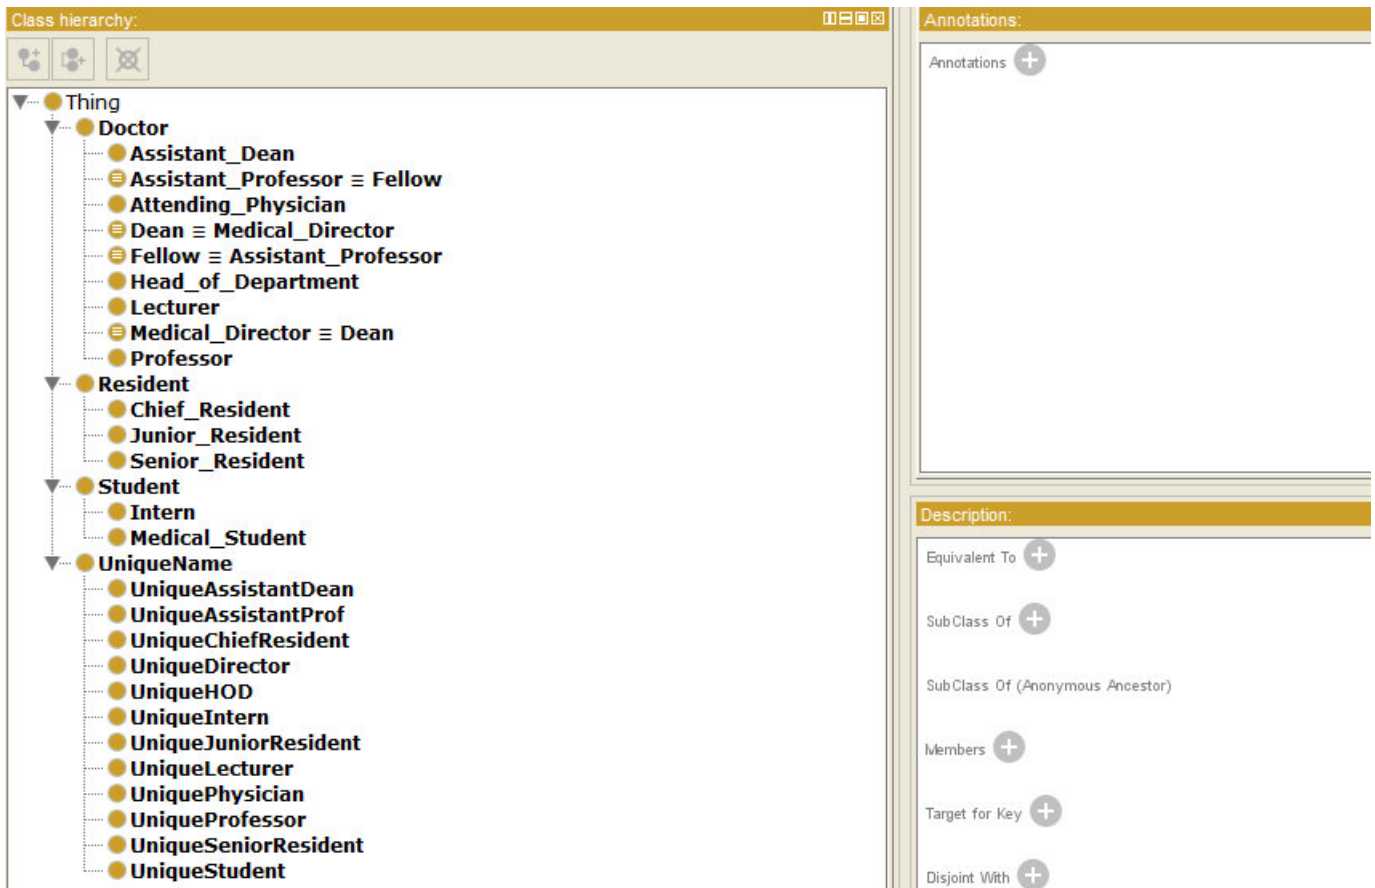 Class hierarchy:
Thing
Doctor
Assistant_Dean
Assistant_Professor ≡ Fellow
Attending_Physician
Dean ≡ Medical_Director
Fellow ≡ Assistant_Professor
Head_of_Department
Lecturer
Medical_Director ≡ Dean
Professor
Resident
Chief_Resident
Junior_Resident
Senior_Resident
Student
Intern
Medical_Student
UniqueName
UniqueAssistantDean
UniqueAssistantProf
UniqueChiefResident
UniqueDirector
UniqueHOD
UniqueIntern
UniqueJuniorResident
UniqueLecturer
UniquePhysician
UniqueProfessor
UniqueSeniorResident
UniqueStudent
Annotations:
Annotations
Description:
Equivalent To
SubClass Of
SubClass Of (Anonymous Ancestor)
Members
Target for Key
Disjoint With